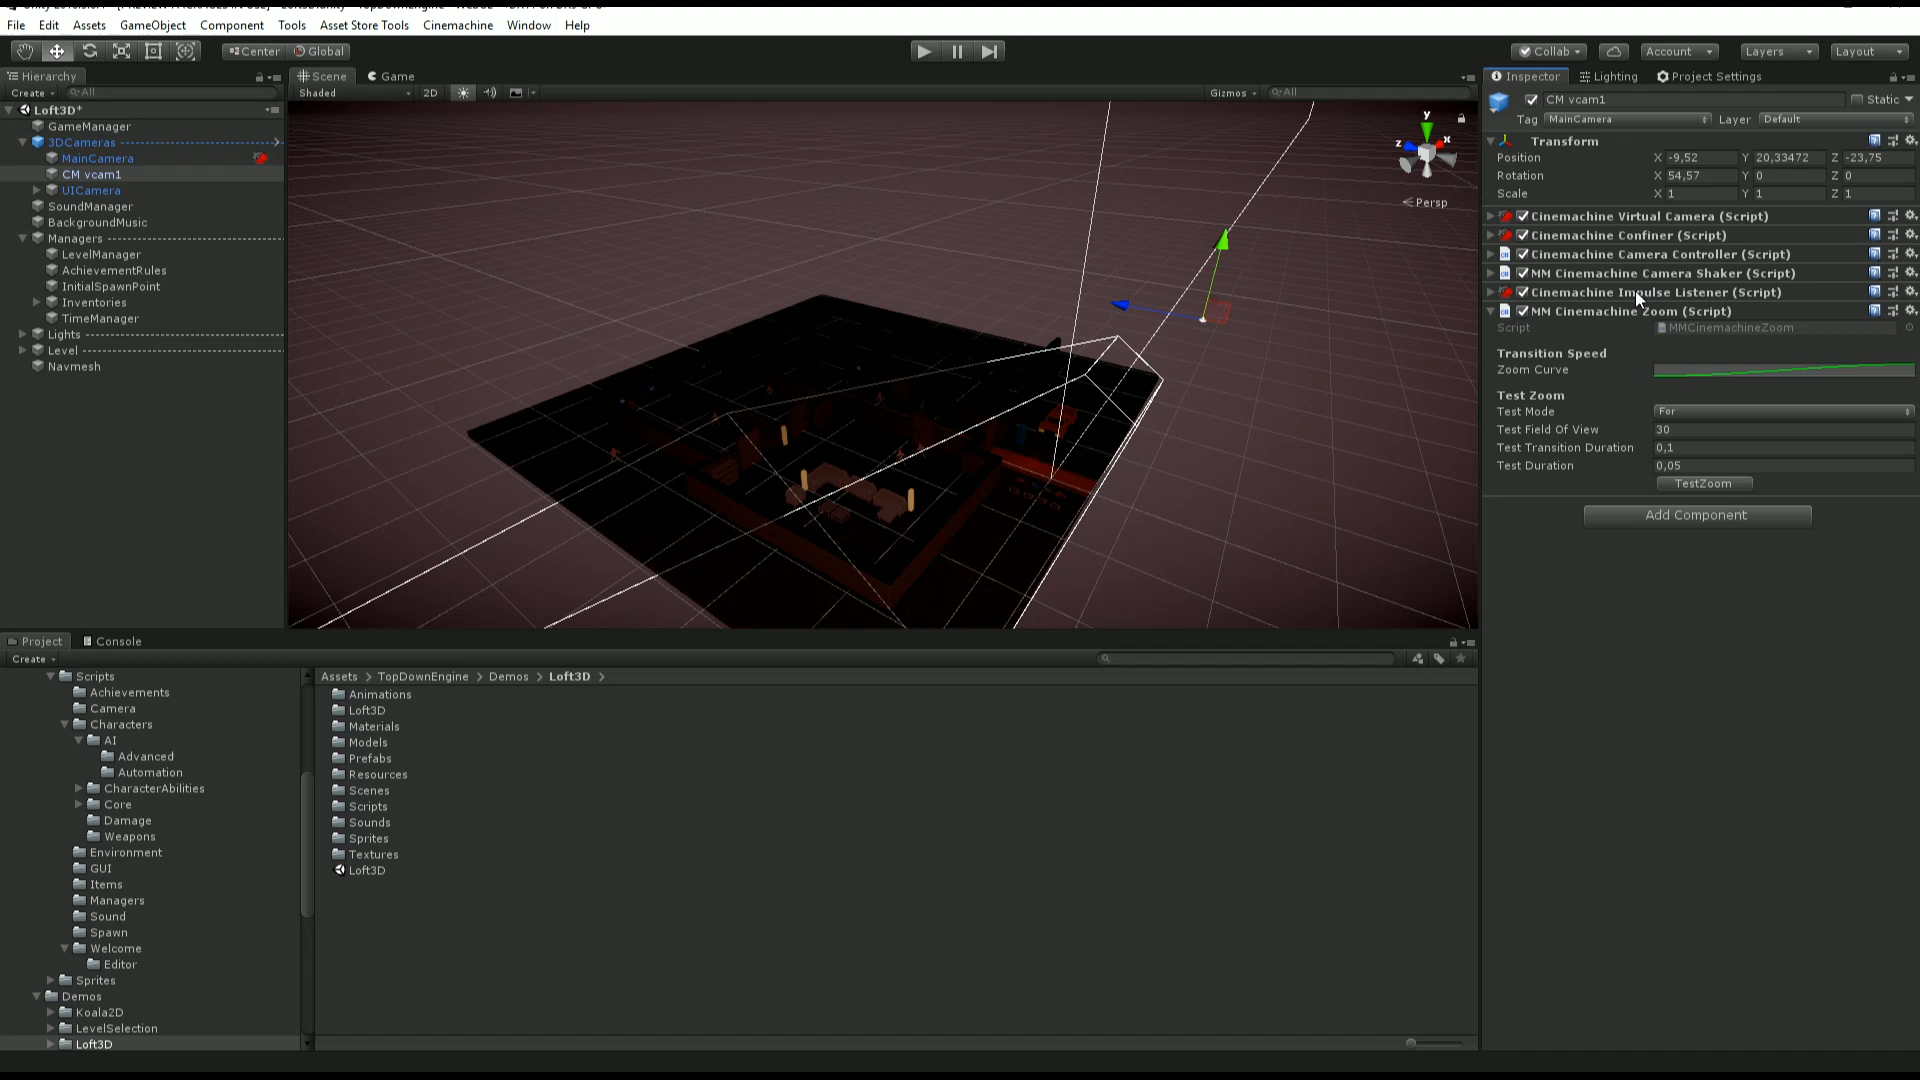 File Edit Assets GameObject Component Tools Asset Store Tools Cinemachine Window Help
Center Global
Collab Account Layers Layout
Hierarchy
Create All
Loft3D*
GameManager
3DCameras
MainCamera
CM vcam1
UICamera
SoundManager
BackgroundMusic
Managers
LevelManager
AchievementRules
InitialSpawnPoint
Inventories
TimeManager
Lights
Level
Navmesh
Scene Game
Shaded 2D Gizmos All
y
z x
Persp
Inspector Lighting Project Settings
CM vcam1 Static
Tag MainCamera Layer Default
Transform
Position X -9,52 Y 20,33472 Z -23,75
Rotation X 54,57 Y 0 Z 0
Scale X 1 Y 1 Z 1
Cinemachine Virtual Camera (Script)
Cinemachine Confiner (Script)
Cinemachine Camera Controller (Script)
MM Cinemachine Camera Shaker (Script)
Cinemachine Impulse Listener (Script)
MM Cinemachine Zoom (Script)
Script MMCinemachineZoom
Transition Speed
Zoom Curve
Test Zoom
Test Mode For
Test Field Of View 30
Test Transition Duration 0,1
Test Duration 0,05
TestZoom
Add Component
Project Console
Create
Scripts
Achievements
Camera
Characters
AI
Advanced
Automation
CharacterAbilities
Core
Damage
Weapons
Environment
GUI
Items
Managers
Sound
Spawn
Welcome
Editor
Sprites
Demos
Koala2D
LevelSelection
Loft3D
Assets > TopDownEngine > Demos > Loft3D >
Animations
Loft3D
Materials
Models
Prefabs
Resources
Scenes
Scripts
Sounds
Sprites
Textures
Loft3D